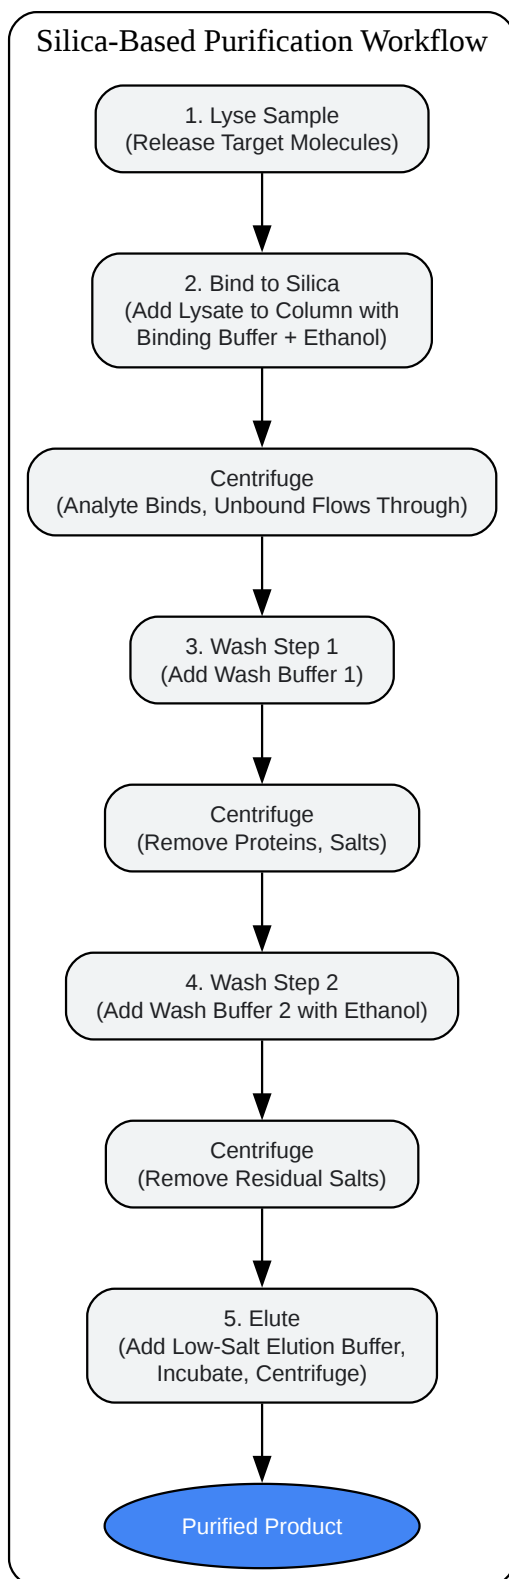 Silica-Based Purification Workflow
1. Lyse Sample
(Release Target Molecules)
2. Bind to Silica
(Add Lysate to Column with
Binding Buffer + Ethanol)
Centrifuge
(Analyte Binds, Unbound Flows Through)
3. Wash Step 1
(Add Wash Buffer 1)
Centrifuge
(Remove Proteins, Salts)
4. Wash Step 2
(Add Wash Buffer 2 with Ethanol)
Centrifuge
(Remove Residual Salts)
5. Elute
(Add Low-Salt Elution Buffer,
Incubate, Centrifuge)
Purified Product